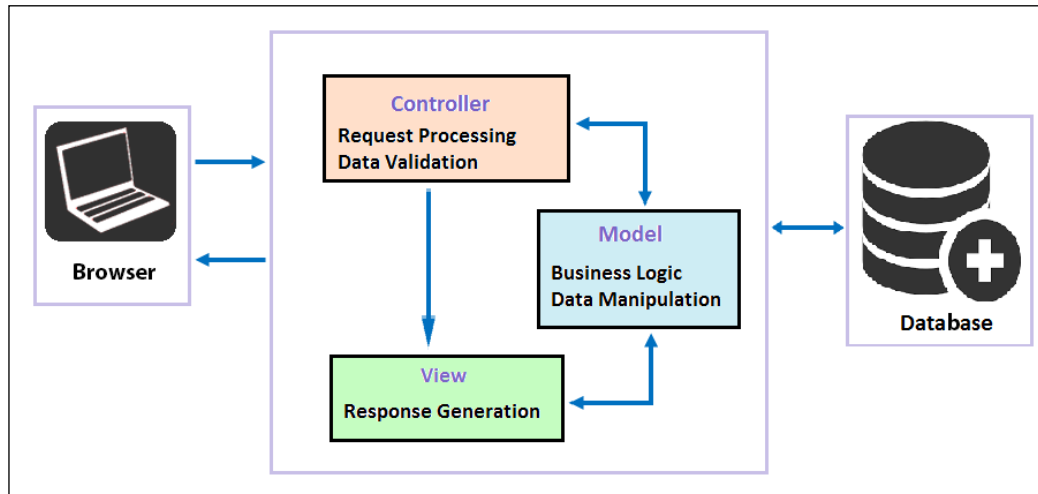 Controller
Request Processing
Data Validation
Browser
Model
Business Logic
Data Manipulation
Database
View
Response Generation